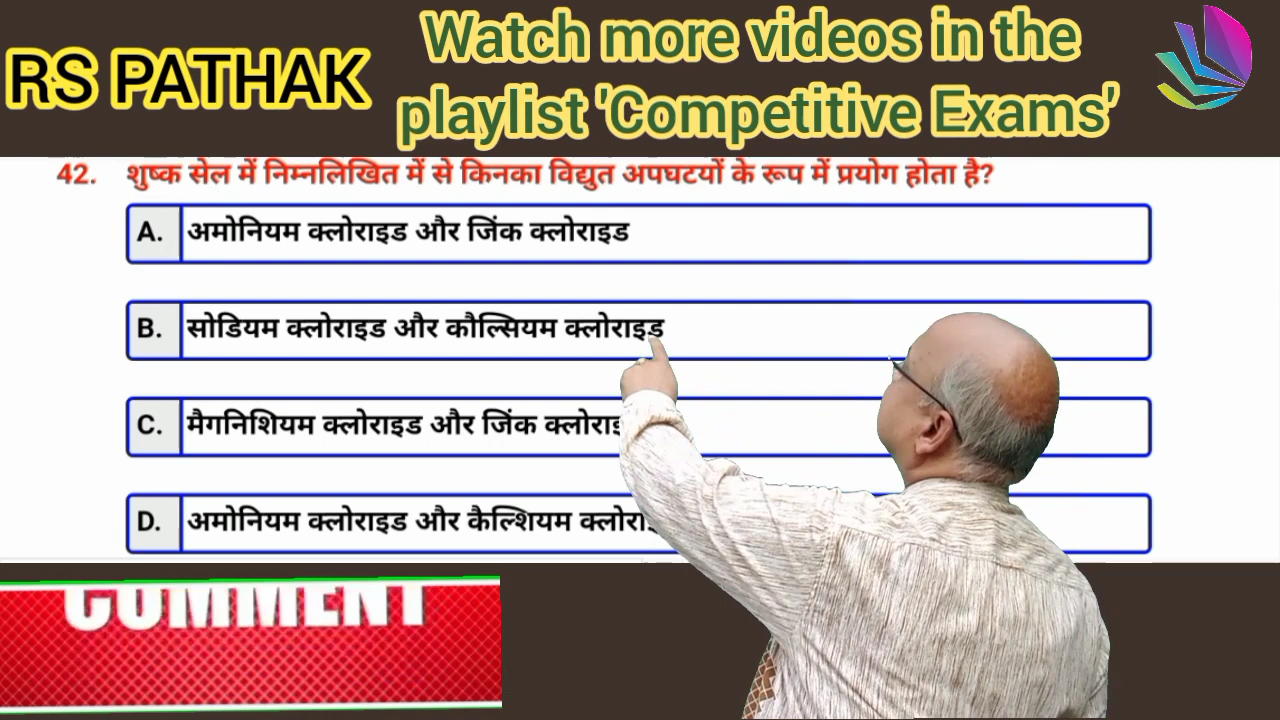 RS PATHAK
Watch more videos in the
playlist 'Competitive Exams'
42. शुष्क सेल में निम्नलिखित में से किनका विद्युत अपघटयों के रूप में प्रयोग होता है?
A. अमोनियम क्लोराइड और जिंक क्लोराइड
B. सोडियम क्लोराइड और कौल्सियम क्लोराइड
C. मैगनिशियम क्लोराइड और जिंक
D. अमोनियम क्लोराइड और कैल्शियम
COMMENT